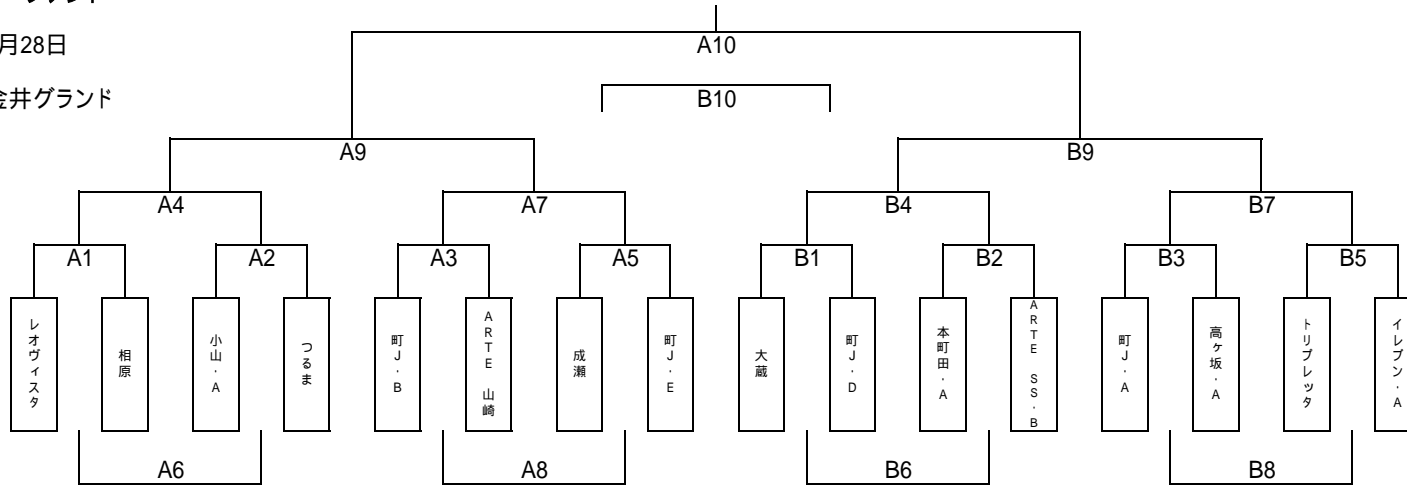 A10
月28日
B10
金井グランド
A9
B9
A4
A7
B4
B7
A1
A2
A3
A5
B1
B2
B3
B5
レオヴィスタ
相原
小山・A
つるま
町J・B
ARTE 山崎
成瀬
町J・E
大蔵
町J・D
本町田・A
ARTE SS・B
町J・A
高ヶ坂・A
トリプレッタ
イレブン・A
A6
A8
B6
B8